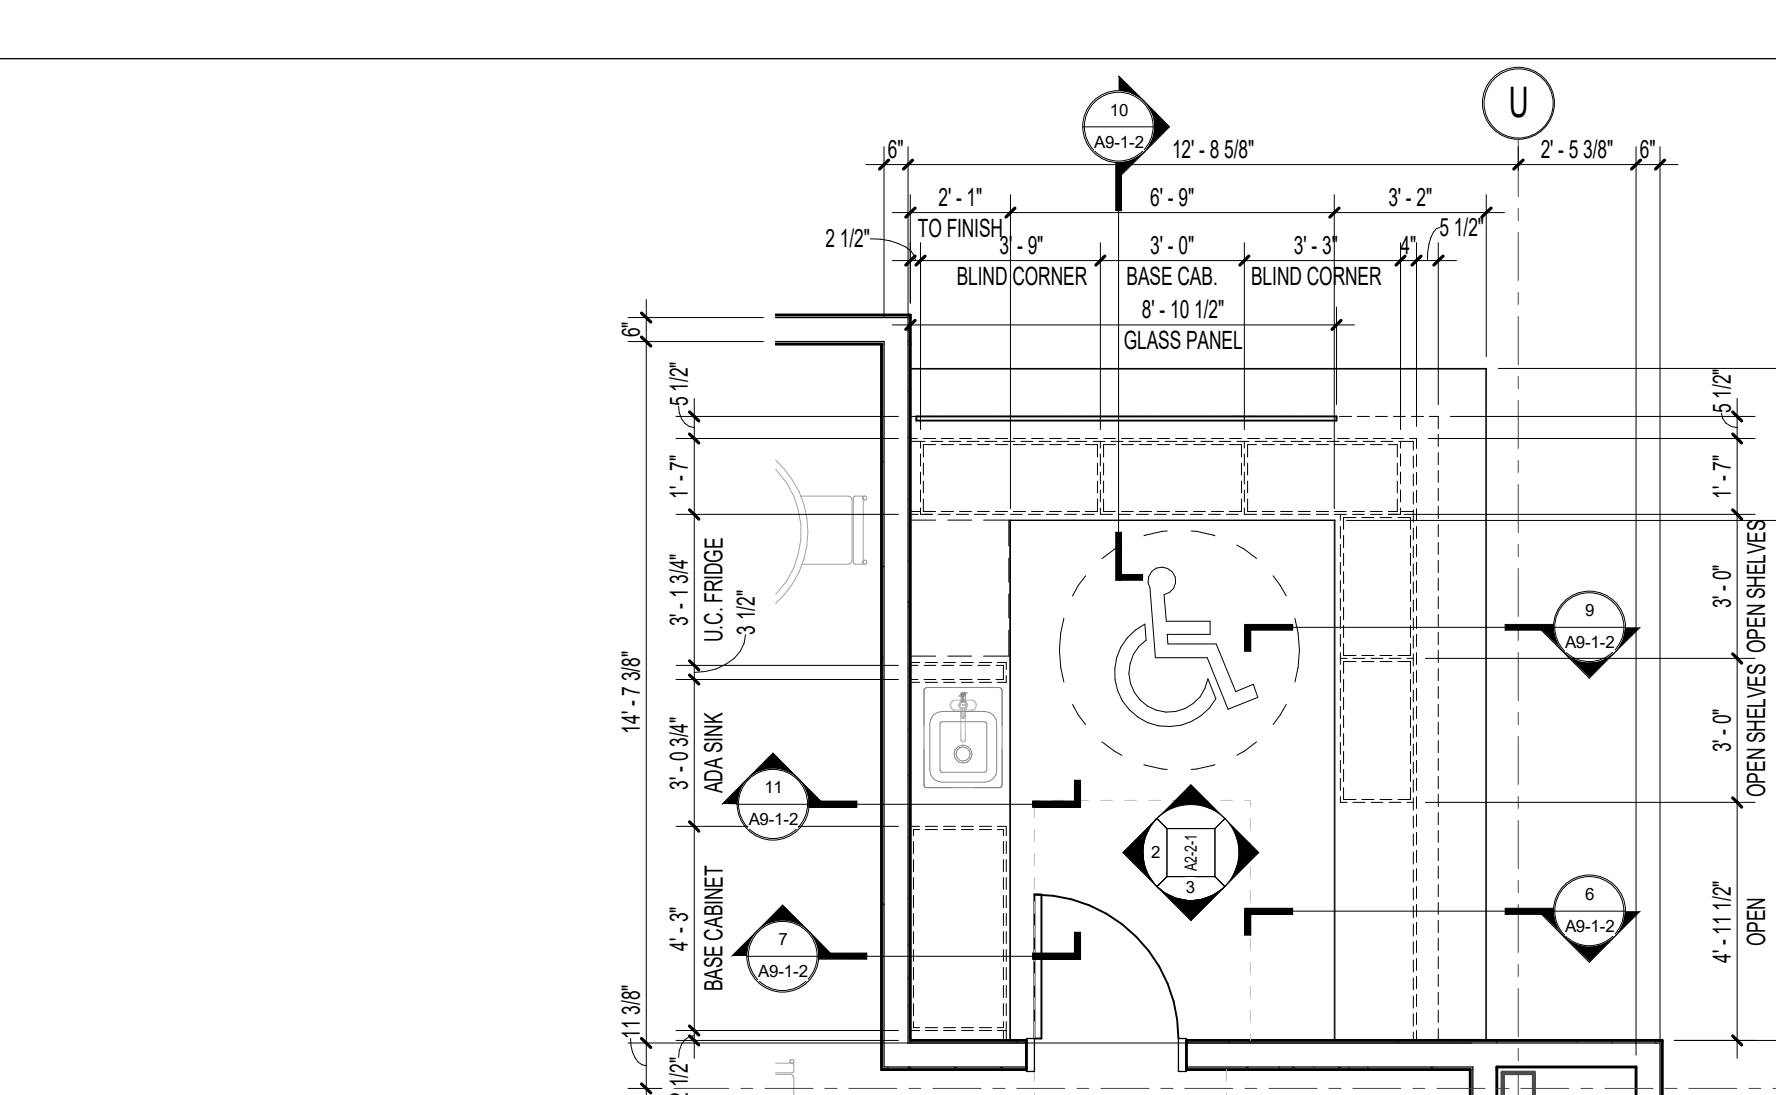 U
10
A9-1-2
6"
12' - 8 5/8"
2' - 5 3/8"
6"
2' - 1"
6' - 9"
3' - 2"
TO FINISH
2 1/2"
3' - 9"
3' - 0"
3' - 3"
4"
5 1/2"
BLIND CORNER
BASE CAB.
BLIND CORNER
8' - 10 1/2"
GLASS PANEL
6"
5 1/2"
5 1/2"
1' - 7"
1' - 7"
3' - 1 3/4"
U.C. FRIDGE
3 1/2"
3' - 0"
OPEN SHELVES
9
A9-1-2
14' - 7 3/8"
3' - 0 3/4"
ADA SINK
3' - 0"
OPEN SHELVES
11
A9-1-2
2
A2-2-1
3
6
A9-1-2
4' - 3"
BASE CABINET
7
A9-1-2
4' - 11 1/2"
OPEN
11 3/8"
1/2"